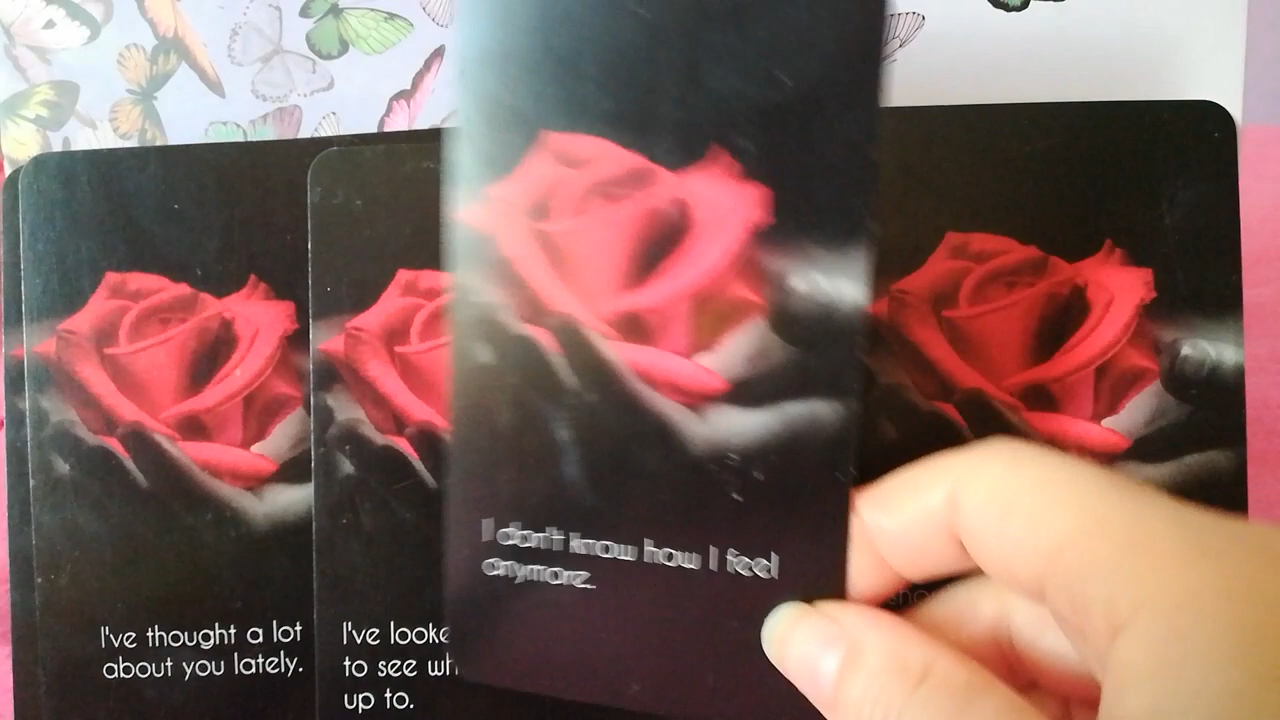 I've thought a lot
about you lately.
I've looke
to see wh
up to.
I don't know how I feel
anymore.